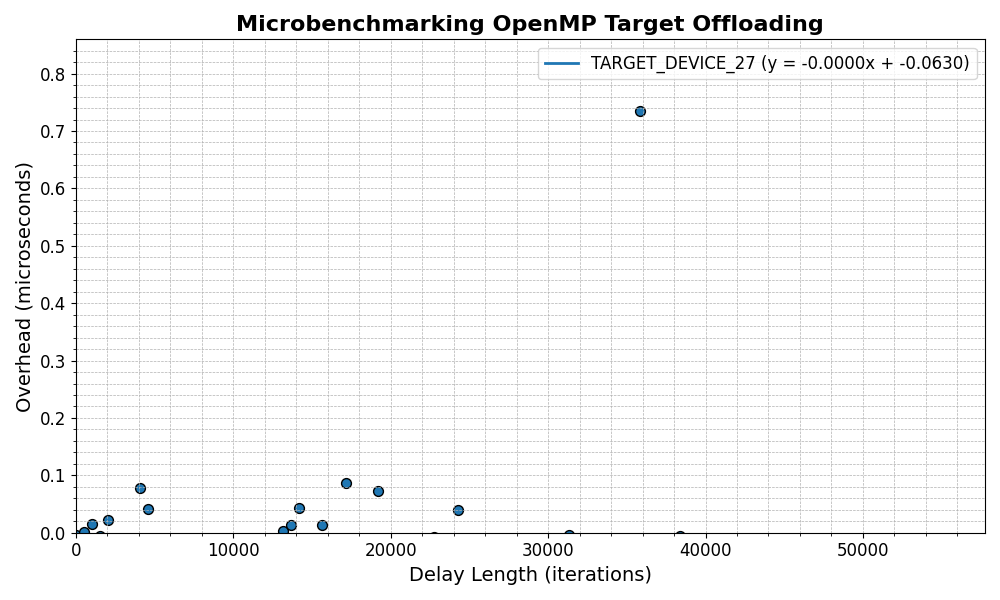 Microbenchmarking OpenMP Target Offloading
TARGET_DEVICE_27 (y = -0.0000x + -0.0630)
Overhead (microseconds)
0.8
0.7
0.6
0.5
0.4
0.3
0.2
0.1
0.0
0 10000 20000 30000 40000 50000
Delay Length (iterations)